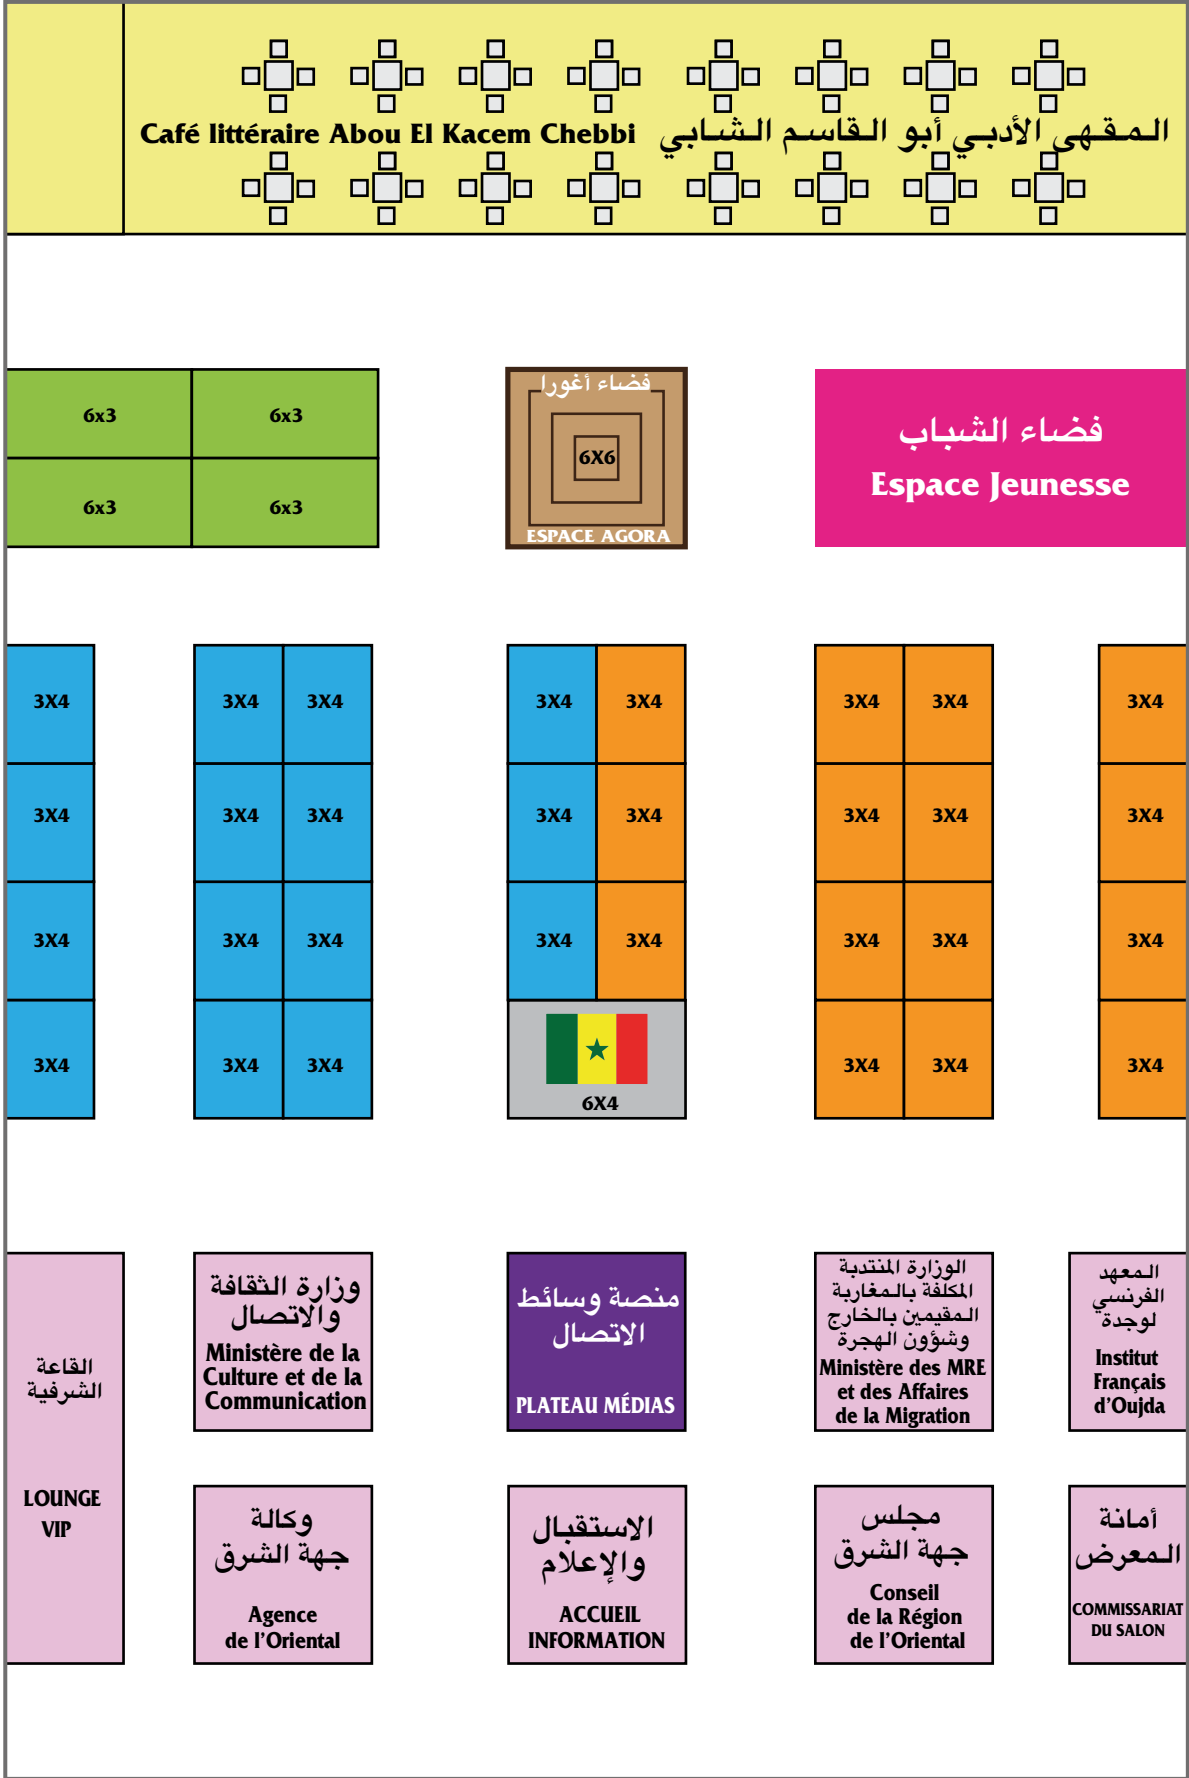 Café littéraire Abou El Kacem Chebbi المقهى الأدبي أبو القاسم الشابي
6x3 6x3
6x3 6x3
فضاء أغورا
6X6
ESPACE AGORA
فضاء الشباب
Espace Jeunesse
3X4 3X4 3X4 3X4 3X4 3X4 3X4 3X4
3X4 3X4 3X4 3X4 3X4 3X4 3X4 3X4
3X4 3X4 3X4 3X4 3X4 3X4 3X4 3X4
3X4 3X4 3X4 3X4 3X4 3X4
6X4
القاعة
الشرفية
LOUNGE
VIP
وزارة الثقافة
والاتصال
Ministère de la
Culture et de la
Communication
منصة وسائط
الاتصال
PLATEAU MÉDIAS
الوزارة المنتدبة
المكلفة بالمغاربة
المقيمين بالخارج
وشؤون الهجرة
Ministère des MRE
et des Affaires
de la Migration
المعهد
الفرنسي
لوجدة
Institut
Français
d'Oujda
وكالة
جهة الشرق
Agence
de l'Oriental
الاستقبال
والإعلام
ACCUEIL
INFORMATION
مجلس
جهة الشرق
Conseil
de la Région
de l'Oriental
أمانة
المعرض
COMMISSARIAT
DU SALON